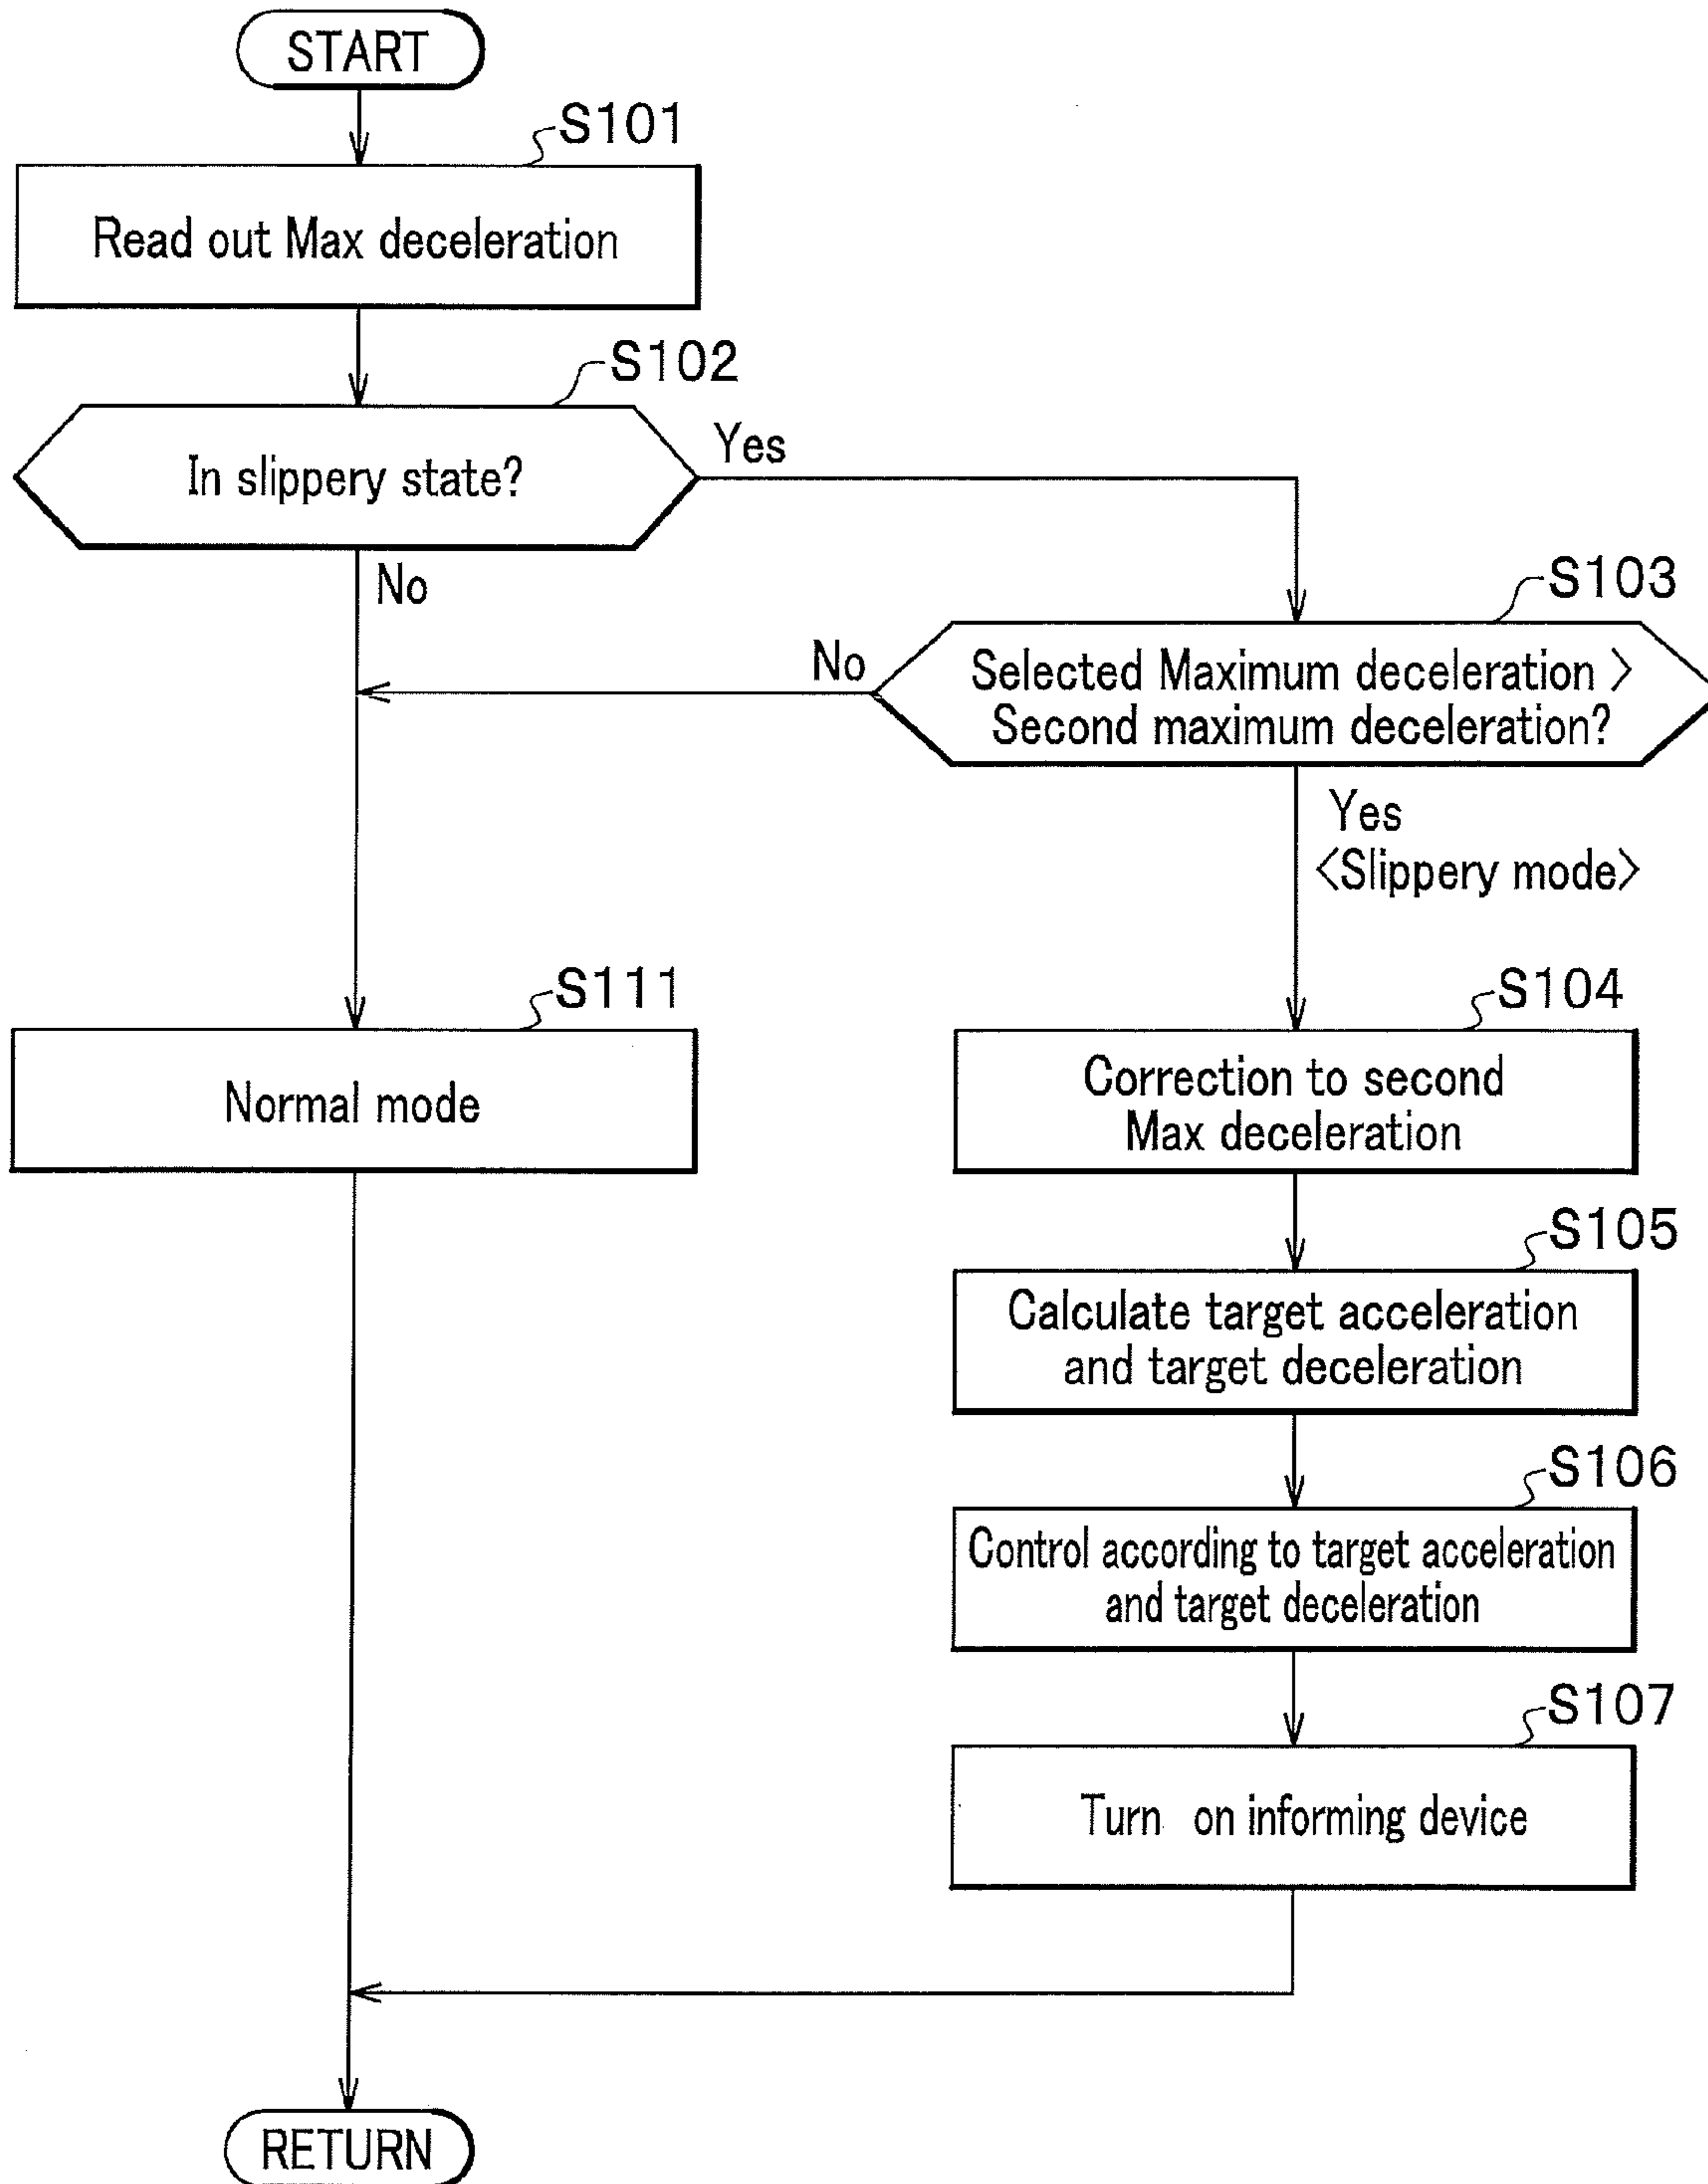 START
S101
Read out Max deceleration
S102
In slippery state?
Yes
No
S103
Selected Maximum deceleration >
Second maximum deceleration?
No
Yes
<Slippery mode>
S111
Normal mode
S104
Correction to second
Max deceleration
S105
Calculate target acceleration
and target deceleration
S106
Control according to target acceleration
and target deceleration
S107
Turn on informing device
RETURN